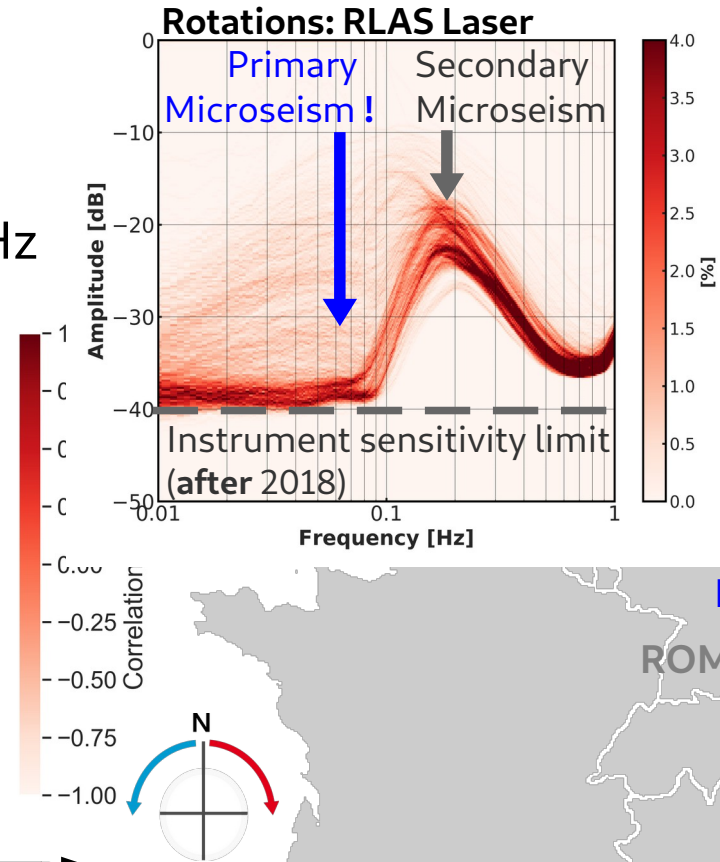 Rotations: RLAS Laser
0
−10
−20
−30
−40
−50
Amplitude [dB]
Primary
Microseism !
Secondary
Microseism
Instrument sensitivity limit
(after 2018)
0.01
0.1
1
Frequency [Hz]
4.0
3.5
3.0
2.5
2.0
1.5
1.0
0.5
0.0
[%]
Hz
1
−0.25
−0.50
−0.75
−1.00
Correlation
N
ROM